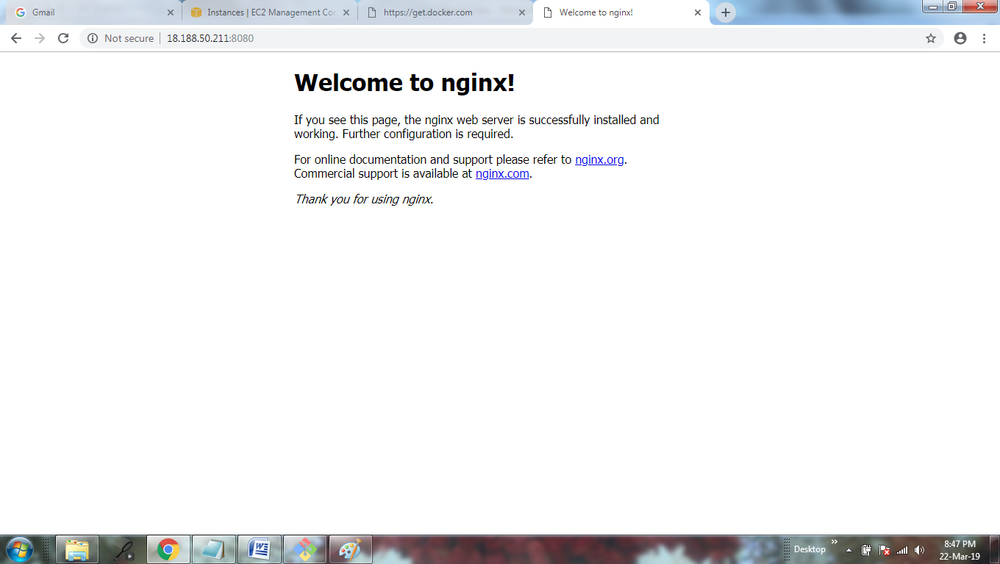 Gmail
Instances | EC2 Management Con
https://get.docker.com
Welcome to nginx!
Not secure | 18.188.50.211:8080
Welcome to nginx!
If you see this page, the nginx web server is successfully installed and
working. Further configuration is required.
For online documentation and support please refer to nginx.org.
Commercial support is available at nginx.com.
Thank you for using nginx.
Desktop
8:47 PM
22-Mar-19